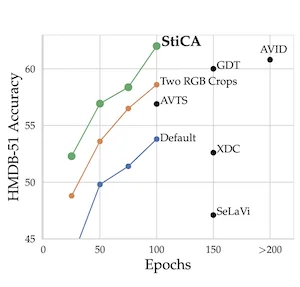 StiCA
AVID
GDT
Two RGB Crops
AVTS
Default
XDC
SeLaVi
HMDB-51 Accuracy
60
55
50
45
0
50
100
150
>200
Epochs